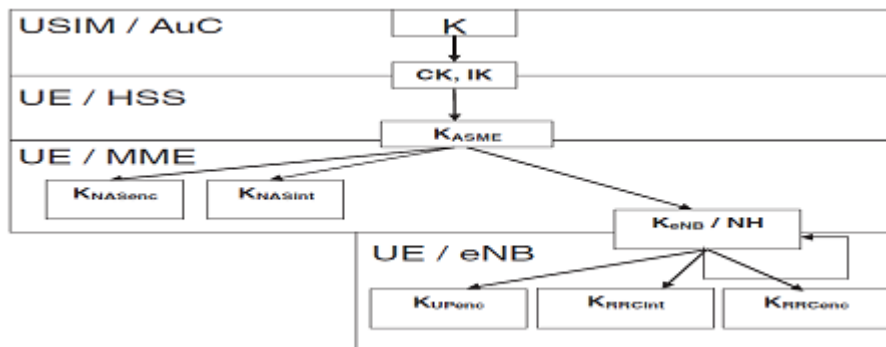 USIM / AuC
K
CK, IK
UE / HSS
KASME
UE / MME
KNASenc
KNASint
KeNB / NH
UE / eNB
KUPenc
KRRCint
KRRCenc